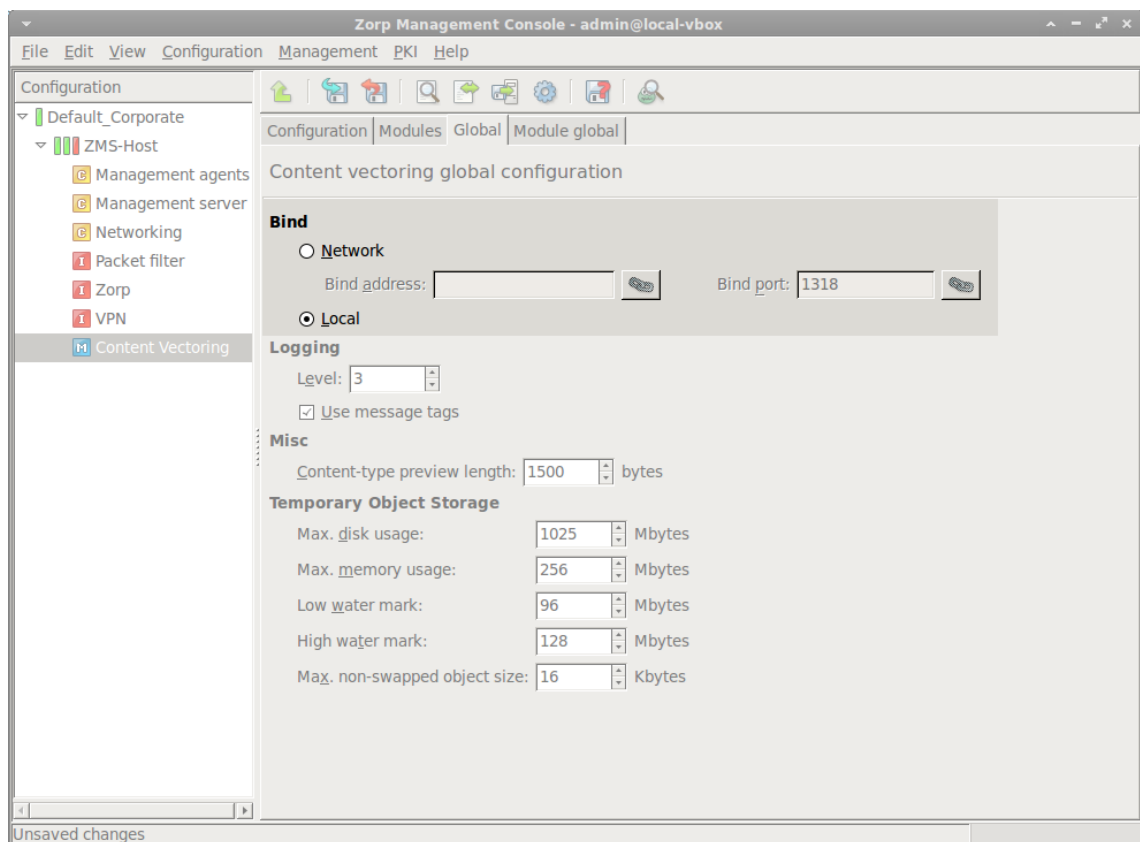 Zorp Management Console - admin@local-vbox
File Edit View Configuration Management PKI Help
Configuration
Default_Corporate
ZMS-Host
C Management agents
C Management server
C Networking
I Packet filter
I Zorp
I VPN
M Content Vectoring
Configuration Modules Global Module global
Content vectoring global configuration
Bind
Network
Bind address: Bind port: 1318
Local
Logging
Level: 3
Use message tags
Misc
Content-type preview length: 1500 bytes
Temporary Object Storage
Max. disk usage: 1025 Mbytes
Max. memory usage: 256 Mbytes
Low water mark: 96 Mbytes
High water mark: 128 Mbytes
Max. non-swapped object size: 16 Kbytes
Unsaved changes